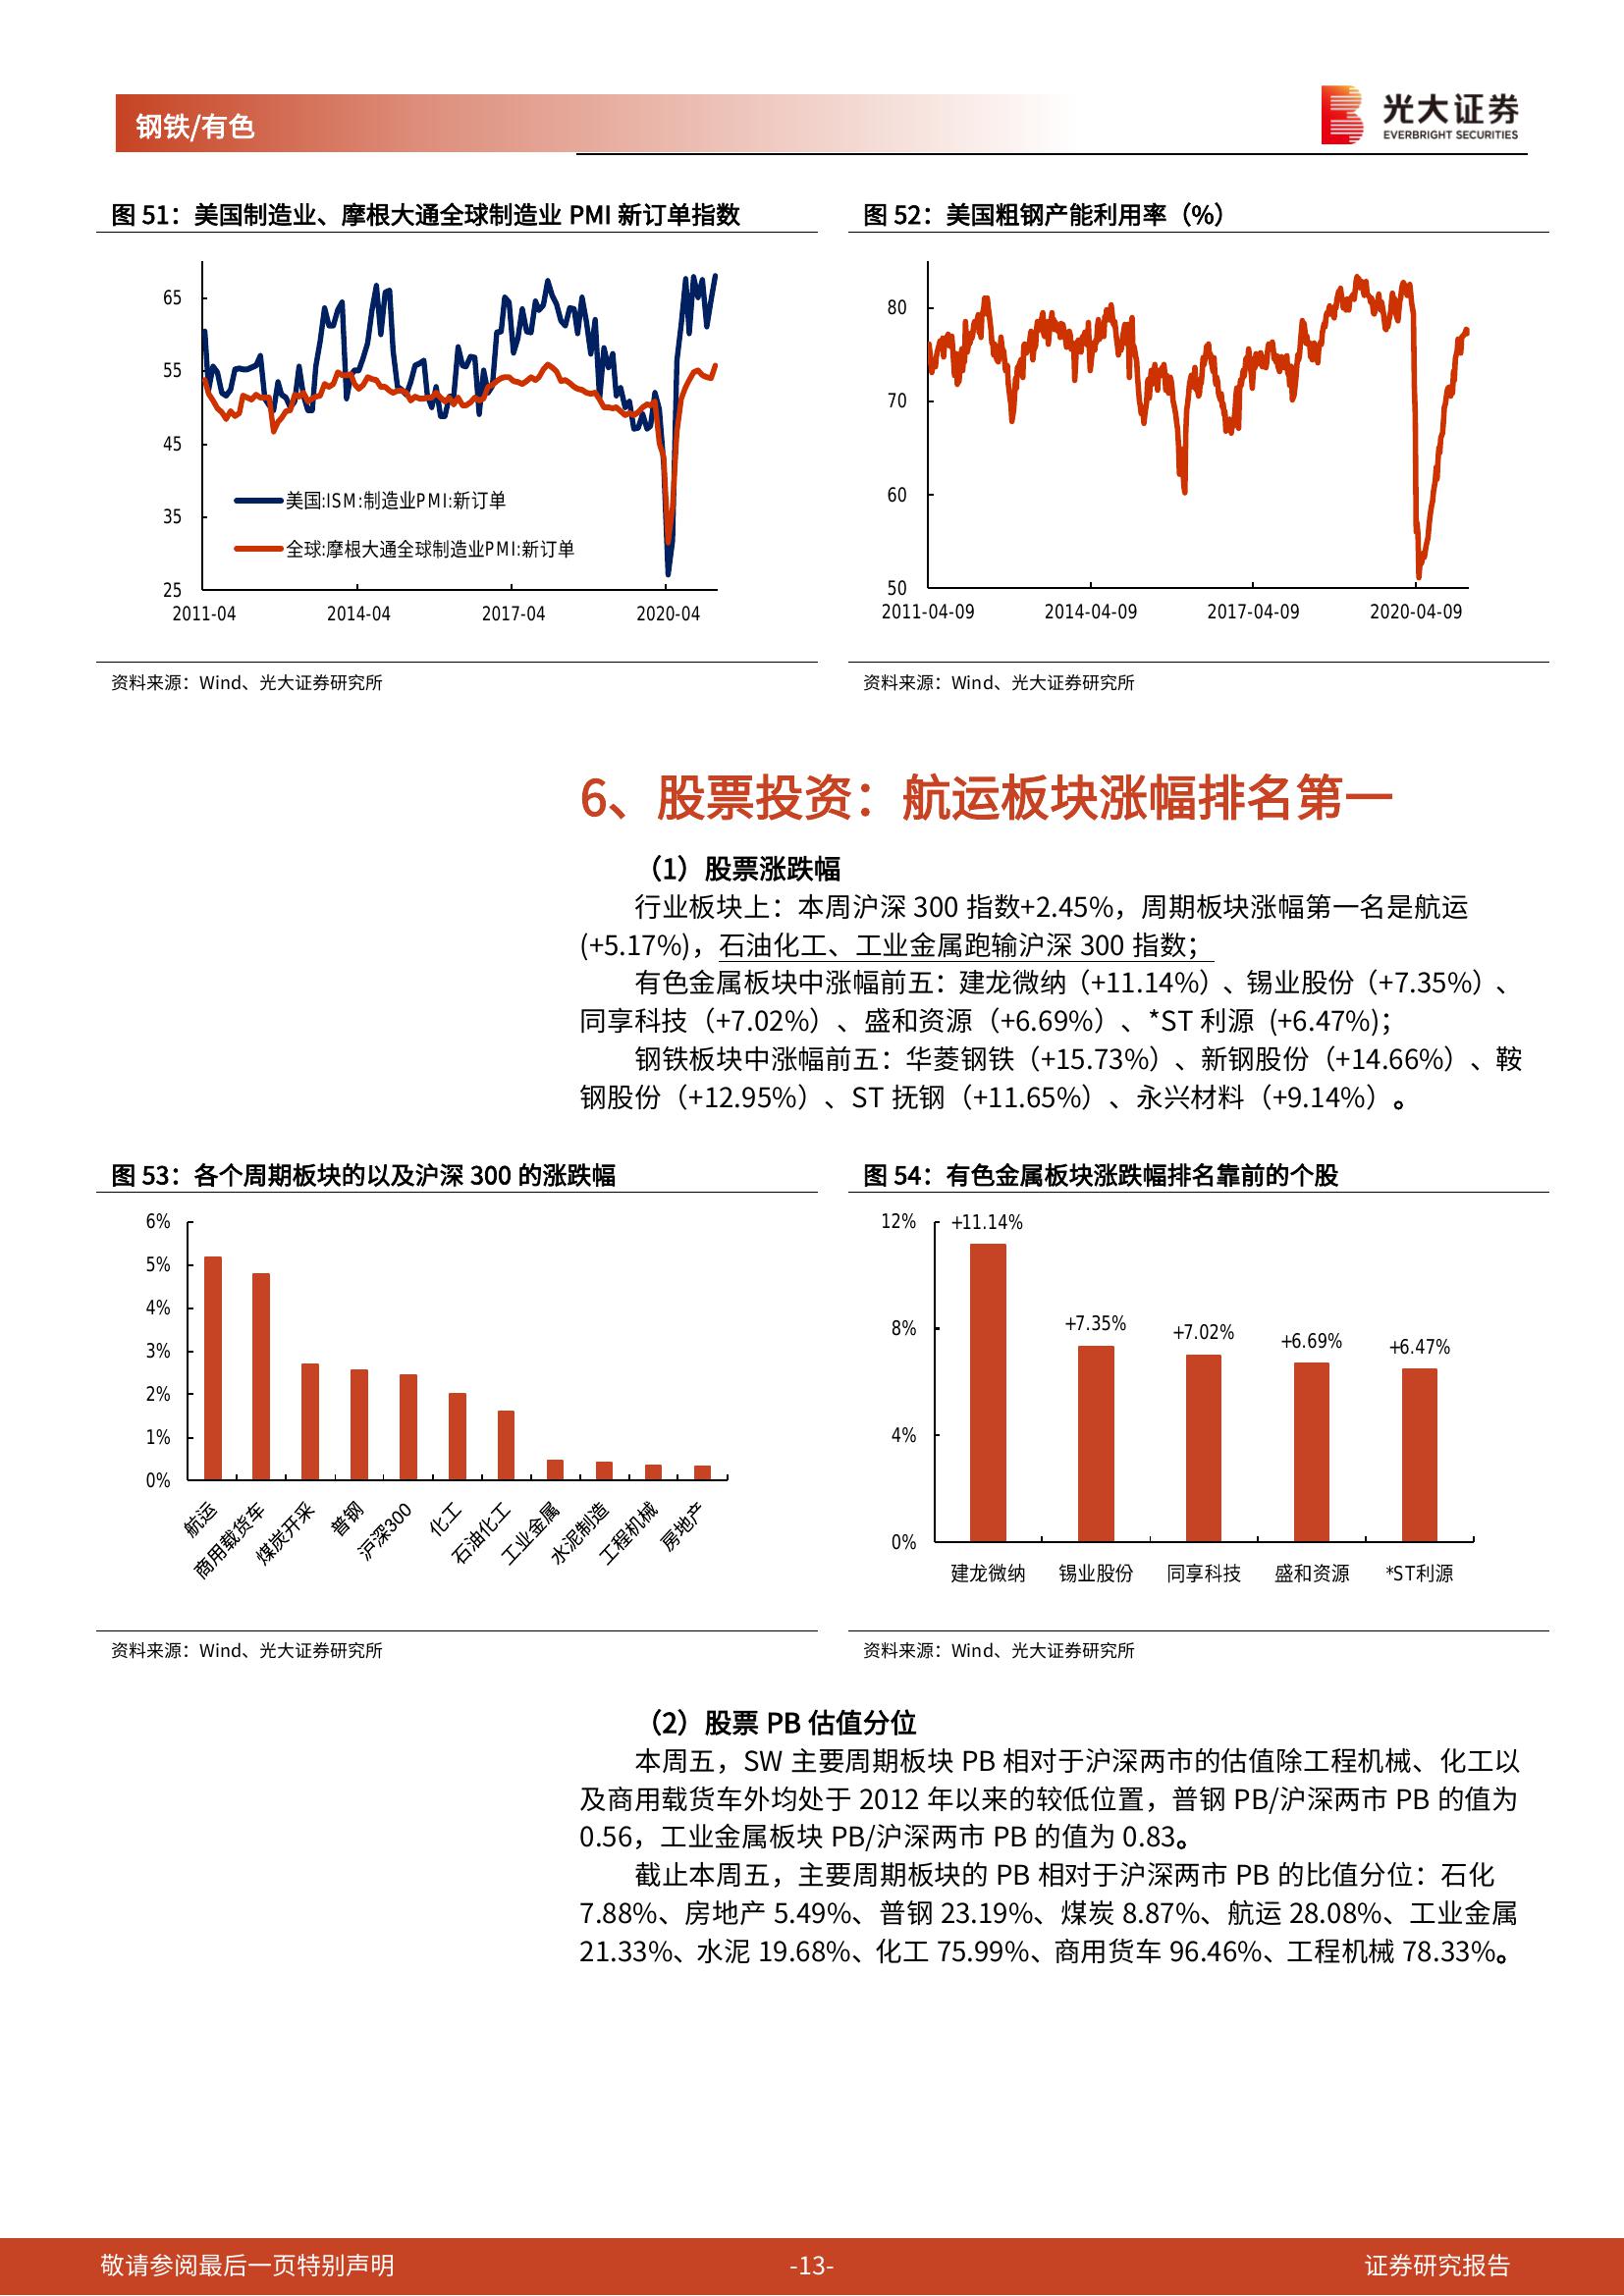 钢铁/有色
光大证券
EVERBRIGHT SECURITIES
图 51：美国制造业、摩根大通全球制造业 PMI 新订单指数
65
55
45
35
25
2011-04
2014-04
2017-04
2020-04
美国:ISM:制造业PMI:新订单
全球:摩根大通全球制造业PMI:新订单
资料来源：Wind、光大证券研究所
图 52：美国粗钢产能利用率（%）
80
70
60
50
2011-04-09
2014-04-09
2017-04-09
2020-04-09
资料来源：Wind、光大证券研究所
6、股票投资：航运板块涨幅排名第一
（1）股票涨跌幅
行业板块上：本周沪深 300 指数+2.45%，周期板块涨幅第一名是航运
(+5.17%)，石油化工、工业金属跑输沪深 300 指数；
有色金属板块中涨幅前五：建龙微纳（+11.14%）、锡业股份（+7.35%）、
同享科技（+7.02%）、盛和资源（+6.69%）、*ST 利源 (+6.47%)；
钢铁板块中涨幅前五：华菱钢铁（+15.73%）、新钢股份（+14.66%）、鞍
钢股份（+12.95%）、ST 抚钢（+11.65%）、永兴材料（+9.14%）。
图 53：各个周期板块的以及沪深 300 的涨跌幅
6%
5%
4%
3%
2%
1%
0%
航运
商用载货车
煤炭开采
普钢
沪深300
化工
石油化工
工业金属
水泥制造
工程机械
房地产
资料来源：Wind、光大证券研究所
图 54：有色金属板块涨跌幅排名靠前的个股
12%
8%
4%
0%
+11.14%
+7.35%
+7.02%
+6.69%
+6.47%
建龙微纳
锡业股份
同享科技
盛和资源
*ST利源
资料来源：Wind、光大证券研究所
（2）股票 PB 估值分位
本周五，SW 主要周期板块 PB 相对于沪深两市的估值除工程机械、化工以
及商用载货车外均处于 2012 年以来的较低位置，普钢 PB/沪深两市 PB 的值为
0.56，工业金属板块 PB/沪深两市 PB 的值为 0.83。
截止本周五，主要周期板块的 PB 相对于沪深两市 PB 的比值分位：石化
7.88%、房地产 5.49%、普钢 23.19%、煤炭 8.87%、航运 28.08%、工业金属
21.33%、水泥 19.68%、化工 75.99%、商用货车 96.46%、工程机械 78.33%。
敬请参阅最后一页特别声明
-13-
证券研究报告